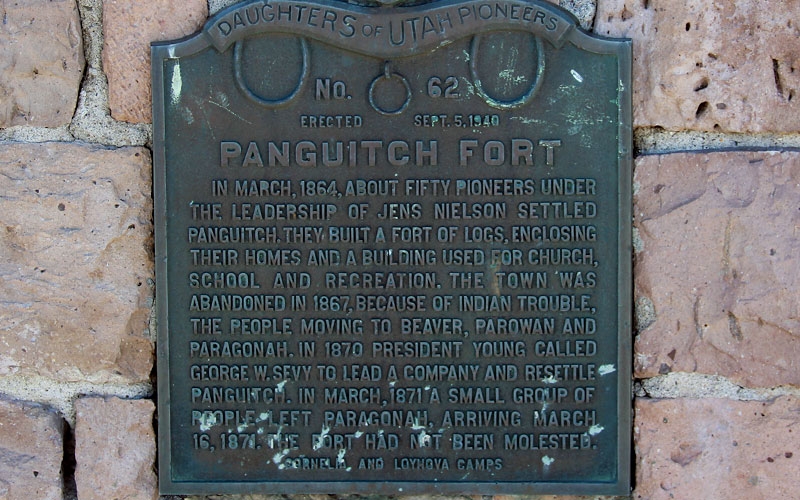 DAUGHTERS OF UTAH PIONEERS
No. 62
ERECTED SEPT. 5, 1940
PANGUITCH FORT
IN MARCH, 1864, ABOUT FIFTY PIONEERS UNDER
THE LEADERSHIP OF JENS NIELSON SETTLED
PANGUITCH. THEY BUILT A FORT OF LOGS, ENCLOSING
THEIR HOMES AND A BUILDING USED FOR CHURCH,
SCHOOL AND RECREATION. THE TOWN WAS
ABANDONED IN 1867, BECAUSE OF INDIAN TROUBLE,
THE PEOPLE MOVING TO BEAVER, PAROWAN AND
PARAGONAH. IN 1870 PRESIDENT YOUNG CALLED
GEORGE W. SEVY TO LEAD A COMPANY AND RESETTLE
PANGUITCH. IN MARCH, 1871 A SMALL GROUP OF
PEOPLE LEFT PARAGONAH, ARRIVING MARCH
16, 1871. THE FORT HAD NOT BEEN MOLESTED.
CORNELIA AND LOYHOVA CAMPS